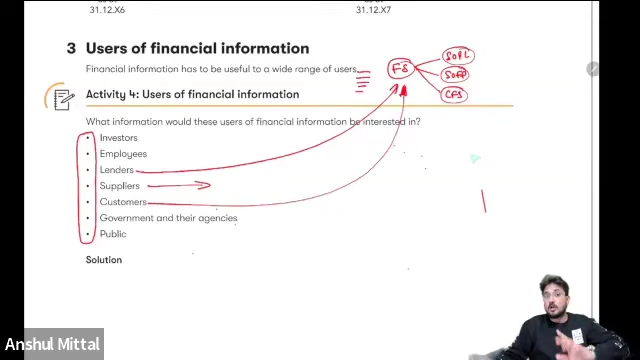 31.12.X6 31.12.X7
3 Users of financial information
Financial information has to be useful to a wide range of users.
Activity 4: Users of financial information
What information would these users of financial information be interested in?
• Investors
• Employees
• Lenders
• Suppliers
• Customers
• Government and their agencies
• Public
Solution
FS
SOPL
SOFP
CFS
Anshul Mittal